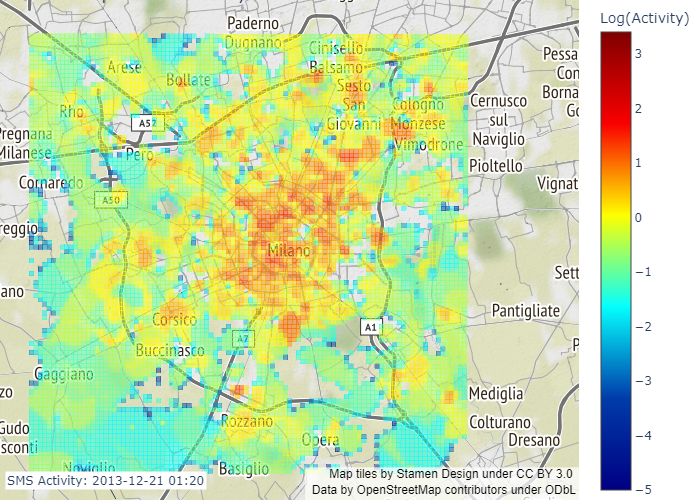 Log(Activity)
Paderno
Dugnano
Cinisello
Balsamo
Arese
Bollate
Sesto
San
Giovanni
Cologno
Monzese
Vimodrone
Rho
A52
Pero
Pregnana
Milanese
Cornaredo
A50
Cernusco
sul
Naviglio
Pioltello
Pessa
Con
Borna
Go
Vignat
reggio
Milano
Sett
ano
Pantigliate
Corsico
A1
A7
Buccinasco
P
Gaggiano
zo
Mediglia
Gudo
sconti
Rozzano
Opera
Colturano
Dresano
Noviglio
Basiglio
SMS Activity: 2013-12-21 01:20
Map tiles by Stamen Design under CC BY 3.0
Data by OpenStreetMap contributors under ODbL
3
2
1
0
−1
−2
−3
−4
−5